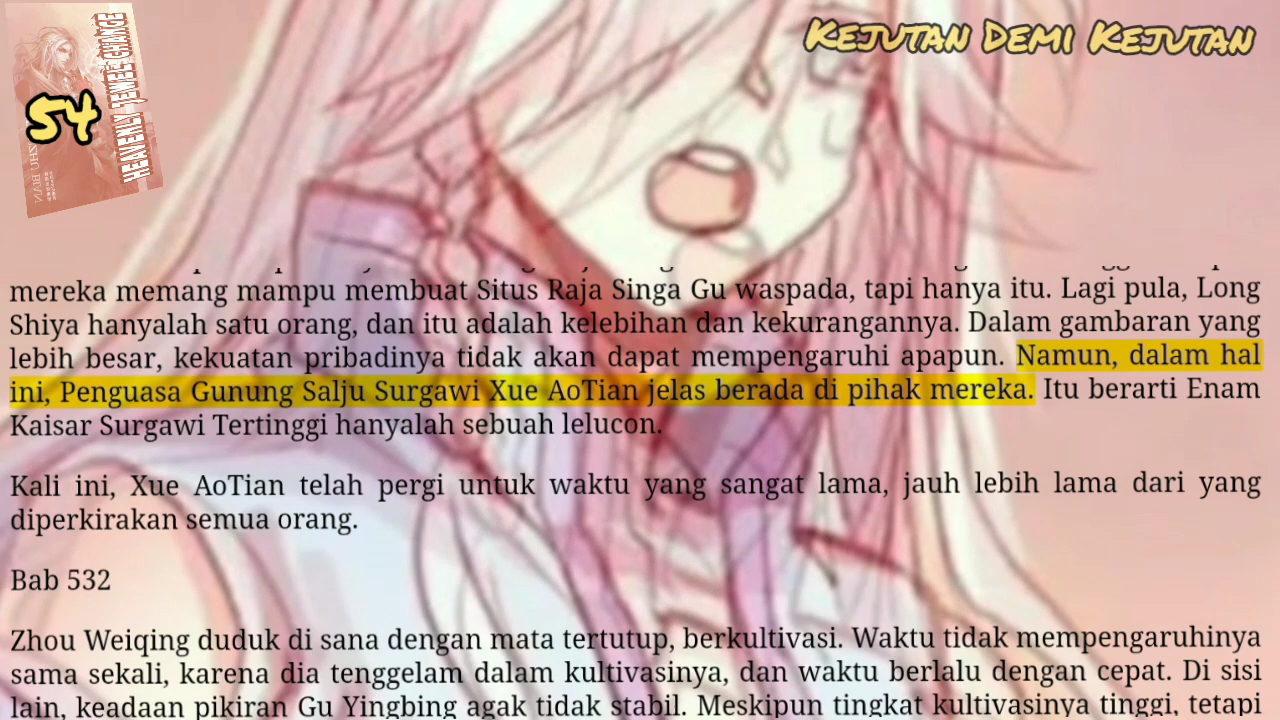 KEJUTAN DEMI KEJUTAN
HEAVENLY JEWEL CHANGE
54
mereka memang mampu membuat Situs Raja Singa Gu waspada, tapi hanya itu. Lagi pula, Long
Shiya hanyalah satu orang, dan itu adalah kelebihan dan kekurangannya. Dalam gambaran yang
lebih besar, kekuatan pribadinya tidak akan dapat mempengaruhi apapun. Namun, dalam hal
ini, Penguasa Gunung Salju Surgawi Xue AoTian jelas berada di pihak mereka. Itu berarti Enam
Kaisar Surgawi Tertinggi hanyalah sebuah lelucon.
Kali ini, Xue AoTian telah pergi untuk waktu yang sangat lama, jauh lebih lama dari yang
diperkirakan semua orang.
Bab 532
Zhou Weiqing duduk di sana dengan mata tertutup, berkultivasi. Waktu tidak mempengaruhinya
sama sekali, karena dia tenggelam dalam kultivasinya, dan waktu berlalu dengan cepat. Di sisi
lain, keadaan pikiran Gu Yingbing agak tidak stabil. Meskipun tingkat kultivasinya tinggi, tetapi